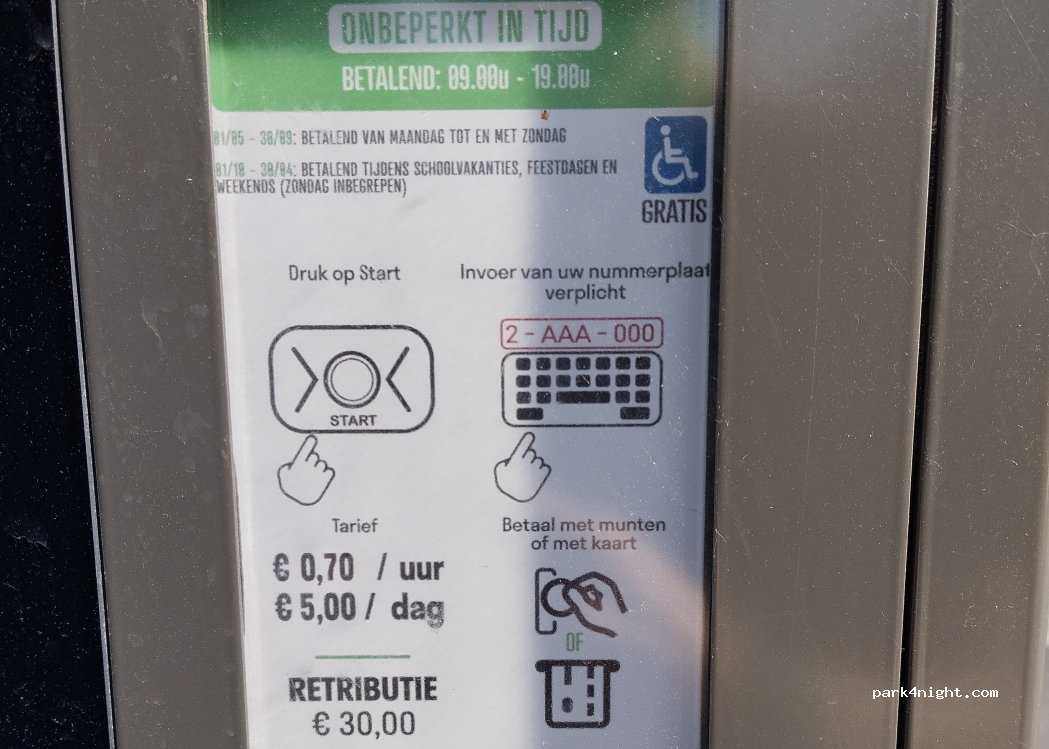 ONBEPERKT IN TIJD
BETALEND: 09.00u - 19.00u
01/05 - 30/09: BETALEND VAN MAANDAG TOT EN MET ZONDAG
01/10 - 30/04: BETALEND TIJDENS SCHOOLVAKANTIES, FEESTDAGEN EN
WEEKENDS (ZONDAG INBEGREPEN)
GRATIS
Druk op Start
START
Invoer van uw nummerplaat
verplicht
2 - AAA - 000
Tarief
€ 0,70 / uur
€ 5,00 / dag
Betaal met munten
of met kaart
OF
RETRIBUTIE
€ 30,00
park4night.com